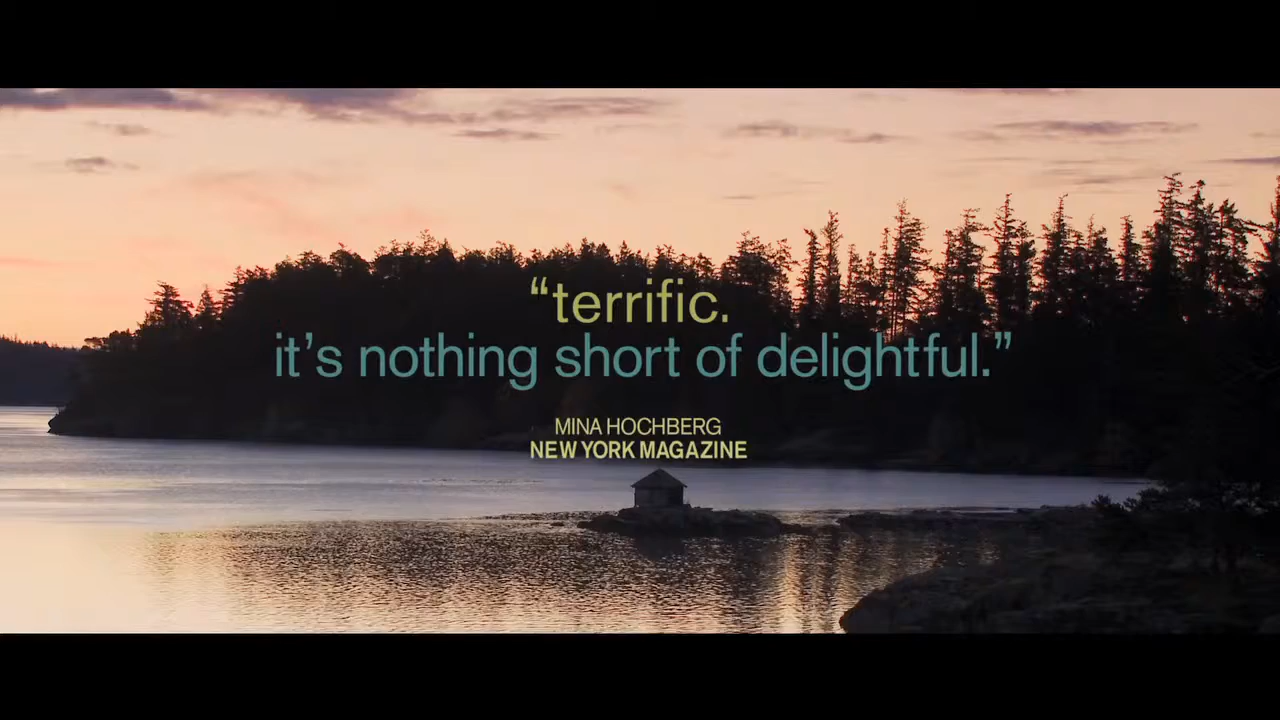 “terrific.
it’s nothing short of delightful.”
MINA HOCHBERG
NEW YORK MAGAZINE